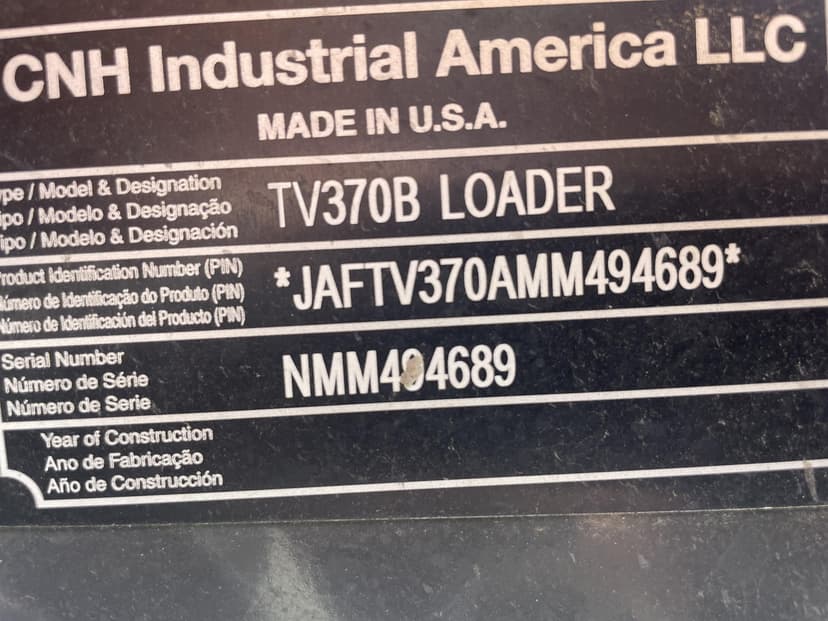 CNH Industrial America LLC
MADE IN U.S.A.
ype / Model & Designation
ipo / Modelo & Designação
ipo / Modelo & Designación
TV370B LOADER
roduct Identification Number (PIN)
úmero de Identificação do Produto (PIN)
Número de Identificación del Producto (PIN)
*JAFTV370AMM494689*
Serial Number
Número de Série
Número de Serie
NMM494689
Year of Construction
Ano de Fabricação
Año de Construcción